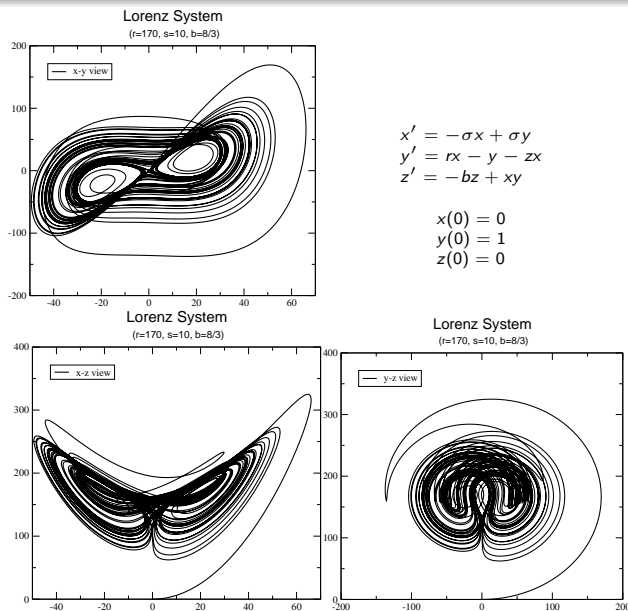 Lorenz System
(r=170, s=10, b=8/3)
200
100
0
-100
-200
x-y view
-40 -20 0 20 40 60
x′ = −σx + σy
y′ = rx − y − zx
z′ = −bz + xy
x(0) = 0
y(0) = 1
z(0) = 0
Lorenz System
(r=170, s=10, b=8/3)
400
300
200
100
0
x-z view
-40 -20 0 20 40 60
Lorenz System
(r=170, s=10, b=8/3)
400
300
200
100
0
y-z view
-200 -100 0 100 200